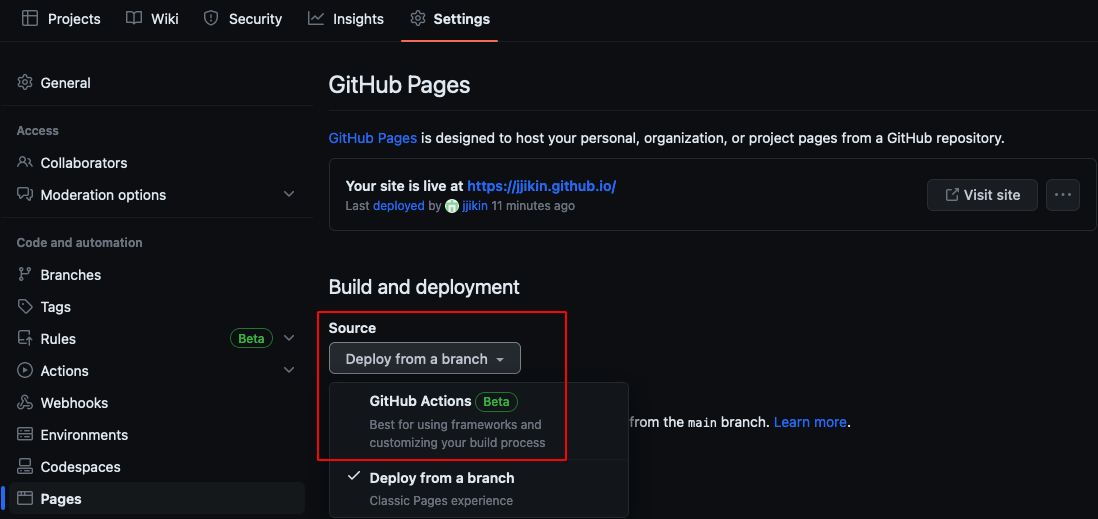 Projects Wiki Security Insights Settings
General
Access
Collaborators
Moderation options
Code and automation
Branches
Tags
Rules Beta
Actions
Webhooks
Environments
Codespaces
Pages
GitHub Pages
GitHub Pages is designed to host your personal, organization, or project pages from a GitHub repository.
Your site is live at https://jjikin.github.io/
Last deployed by jjikin 11 minutes ago
Visit site
Build and deployment
Source
Deploy from a branch
GitHub Actions Beta
Best for using frameworks and
customizing your build process
from the main branch. Learn more.
Deploy from a branch
Classic Pages experience